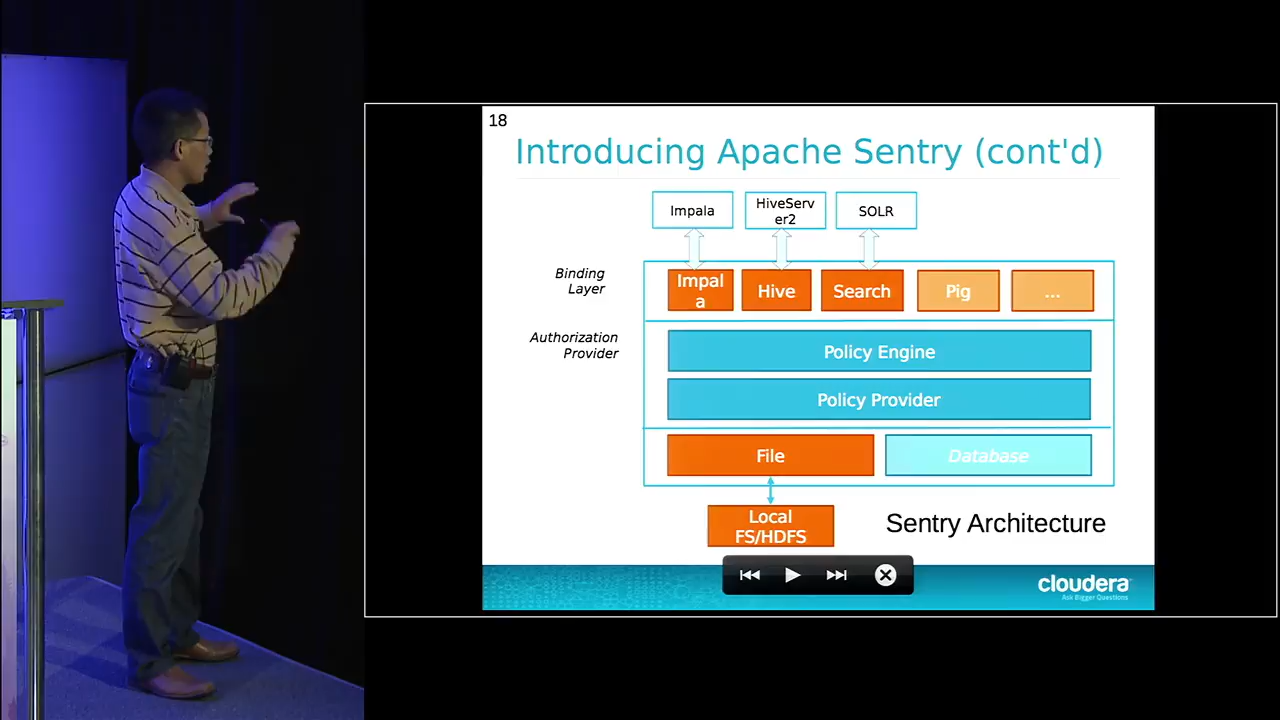 18
Introducing Apache Sentry (cont'd)
Impala
HiveServ
er2
SOLR
Binding
Layer
Impal
a
Hive
Search
Pig
...
Authorization
Provider
Policy Engine
Policy Provider
File
Database
Local
FS/HDFS
Sentry Architecture
cloudera
Ask Bigger Questions